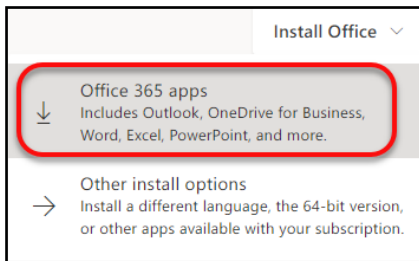 Install Office
Office 365 apps
Includes Outlook, OneDrive for Business,
Word, Excel, PowerPoint, and more.
Other install options
Install a different language, the 64-bit version,
or other apps available with your subscription.